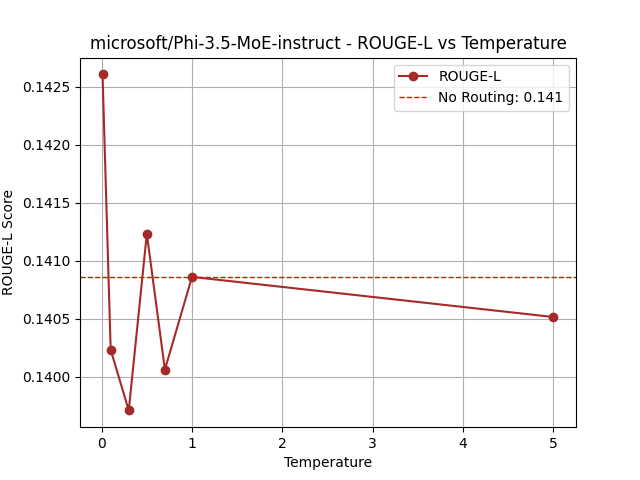 microsoft/Phi-3.5-MoE-instruct - ROUGE-L vs Temperature
ROUGE-L
No Routing: 0.141
0.1425
0.1420
0.1415
0.1410
0.1405
0.1400
ROUGE-L Score
0 1 2 3 4 5
Temperature